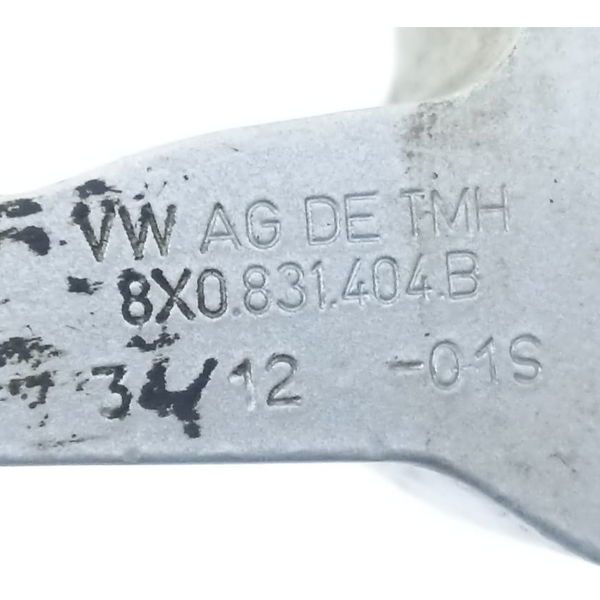 VW AG DE TMH
8X0.831.404.B
34 12 -01S